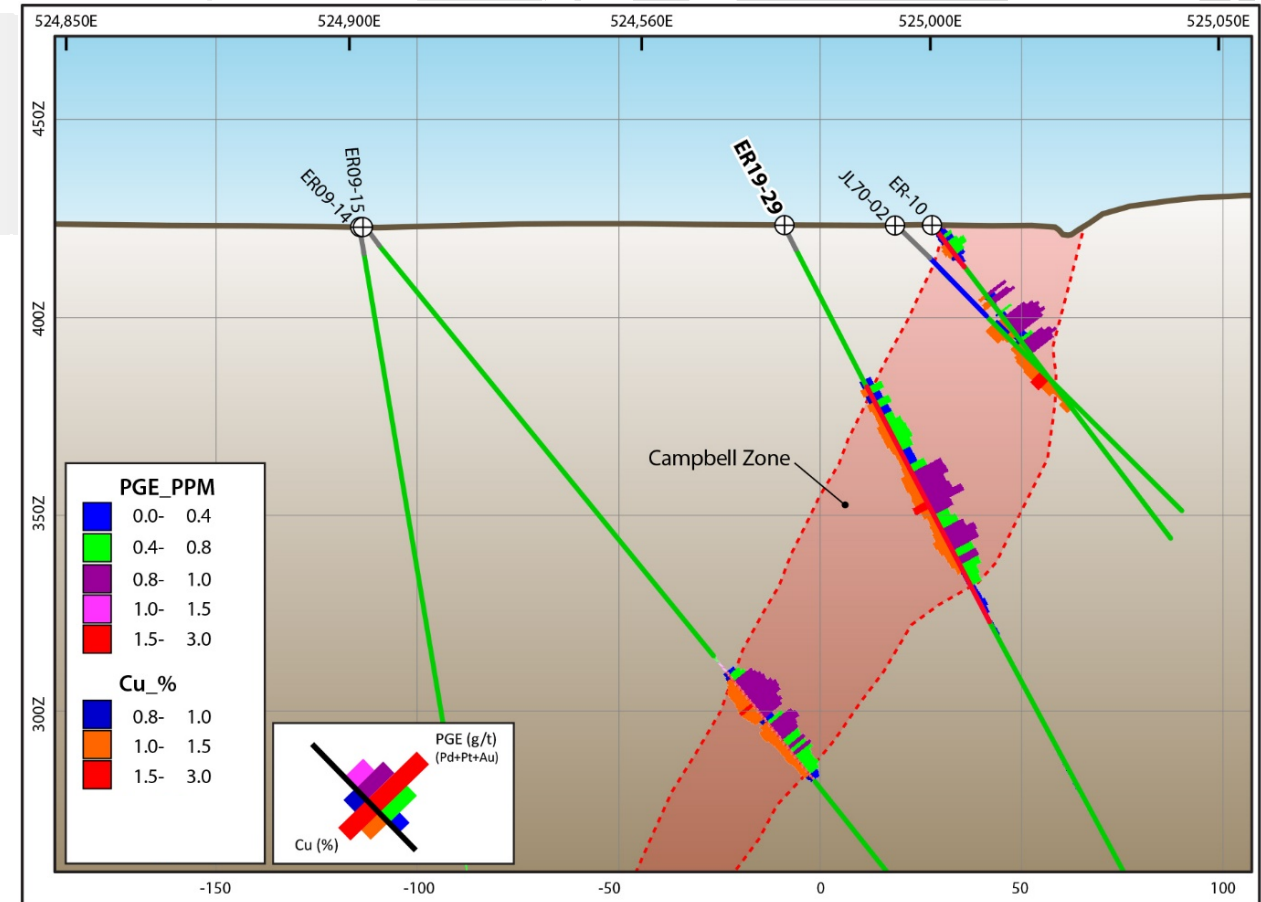 524,850E
524,900E
524,560E
525,000E
525,050E
450Z
400Z
350Z
300Z
ER09-14
ER09-15
ER19-29
JL70-02
ER-10
Campbell Zone
PGE_PPM
0.0- 0.4
0.4- 0.8
0.8- 1.0
1.0- 1.5
1.5- 3.0
Cu_%
0.8- 1.0
1.0- 1.5
1.5- 3.0
PGE (g/t)
(Pd+Pt+Au)
Cu (%)
-150
-100
-50
0
50
100